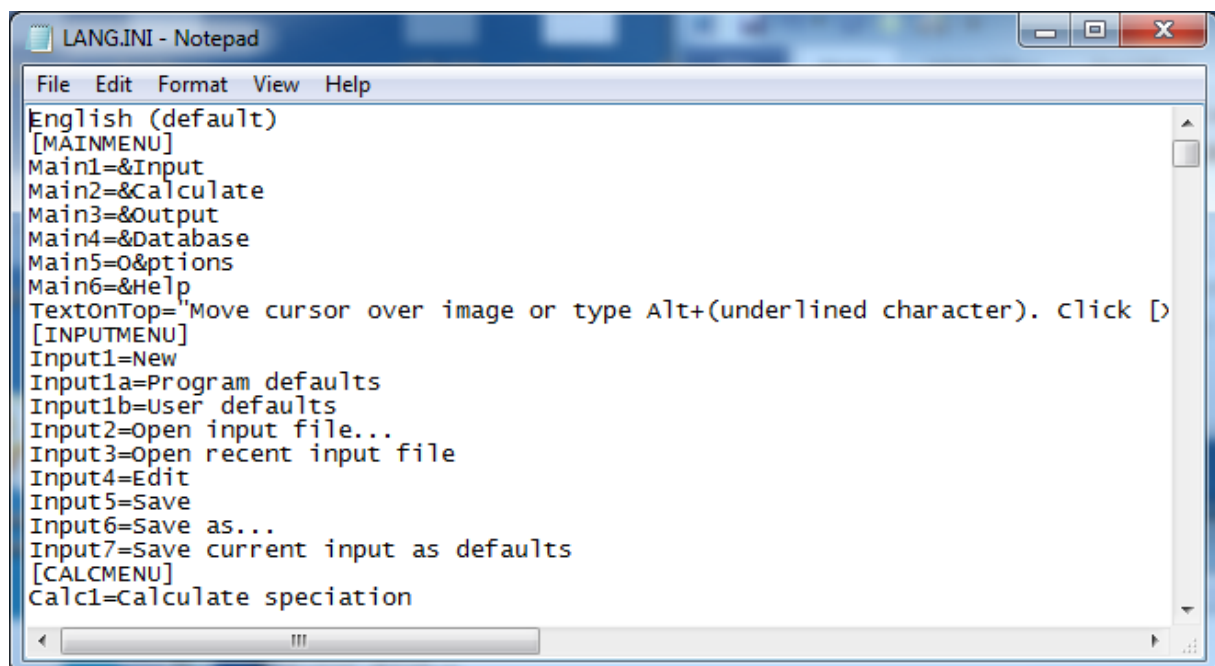 LANG.INI - Notepad
File Edit Format View Help
English (default)
[MAINMENU]
Main1=&Input
Main2=&Calculate
Main3=&Output
Main4=&Database
Main5=O&ptions
Main6=&Help
TextOnTop="Move cursor over image or type Alt+(underlined character). Click [
[INPUTMENU]
Input1=New
Input1a=Program defaults
Input1b=User defaults
Input2=Open input file...
Input3=Open recent input file
Input4=Edit
Input5=Save
Input6=Save as...
Input7=Save current input as defaults
[CALCMENU]
Calc1=Calculate speciation